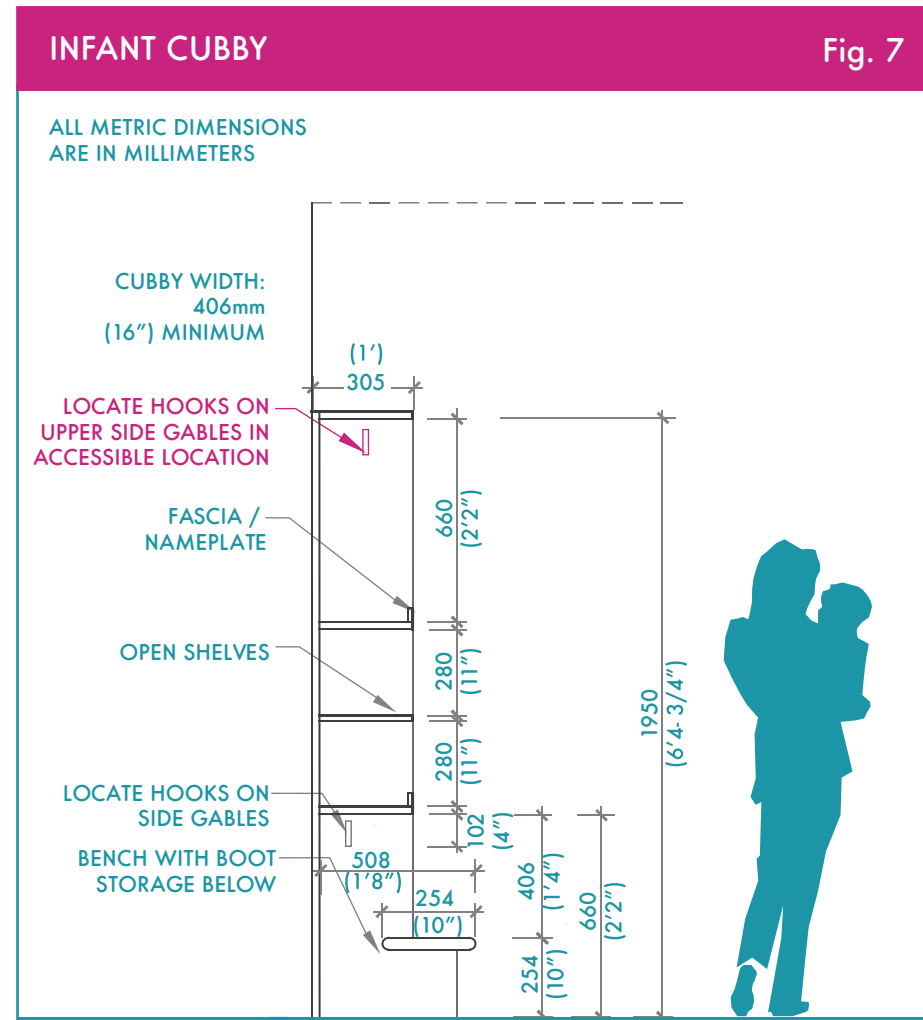 INFANT CUBBY
Fig. 7
ALL METRIC DIMENSIONS
ARE IN MILLIMETERS
CUBBY WIDTH:
406mm
(16”) MINIMUM
(1’)
305
LOCATE HOOKS ON
UPPER SIDE GABLES IN
ACCESSIBLE LOCATION
660
(2’2”)
FASCIA /
NAMEPLATE
OPEN SHELVES
280
(11”)
1950
(6’4- 3/4”)
280
(11”)
LOCATE HOOKS ON
SIDE GABLES
102
(4”)
BENCH WITH BOOT
STORAGE BELOW
508
(1’8”)
254
(10”)
406
(1’4”)
660
(2’2”)
254
(10”)